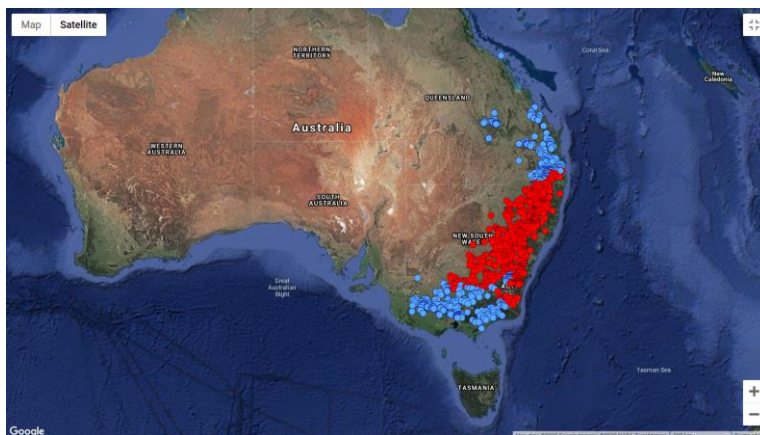 Map Satellite
NORTHERN
TERRITORY
Coral Sea
New
Caledonia
QUEENSLAND
Australia
WESTERN
AUSTRALIA
SOUTH
AUSTRALIA
NEW SOUTH
WALE
Great
Australian
Bight
Tasman Sea
TASMANIA
+
−
Google